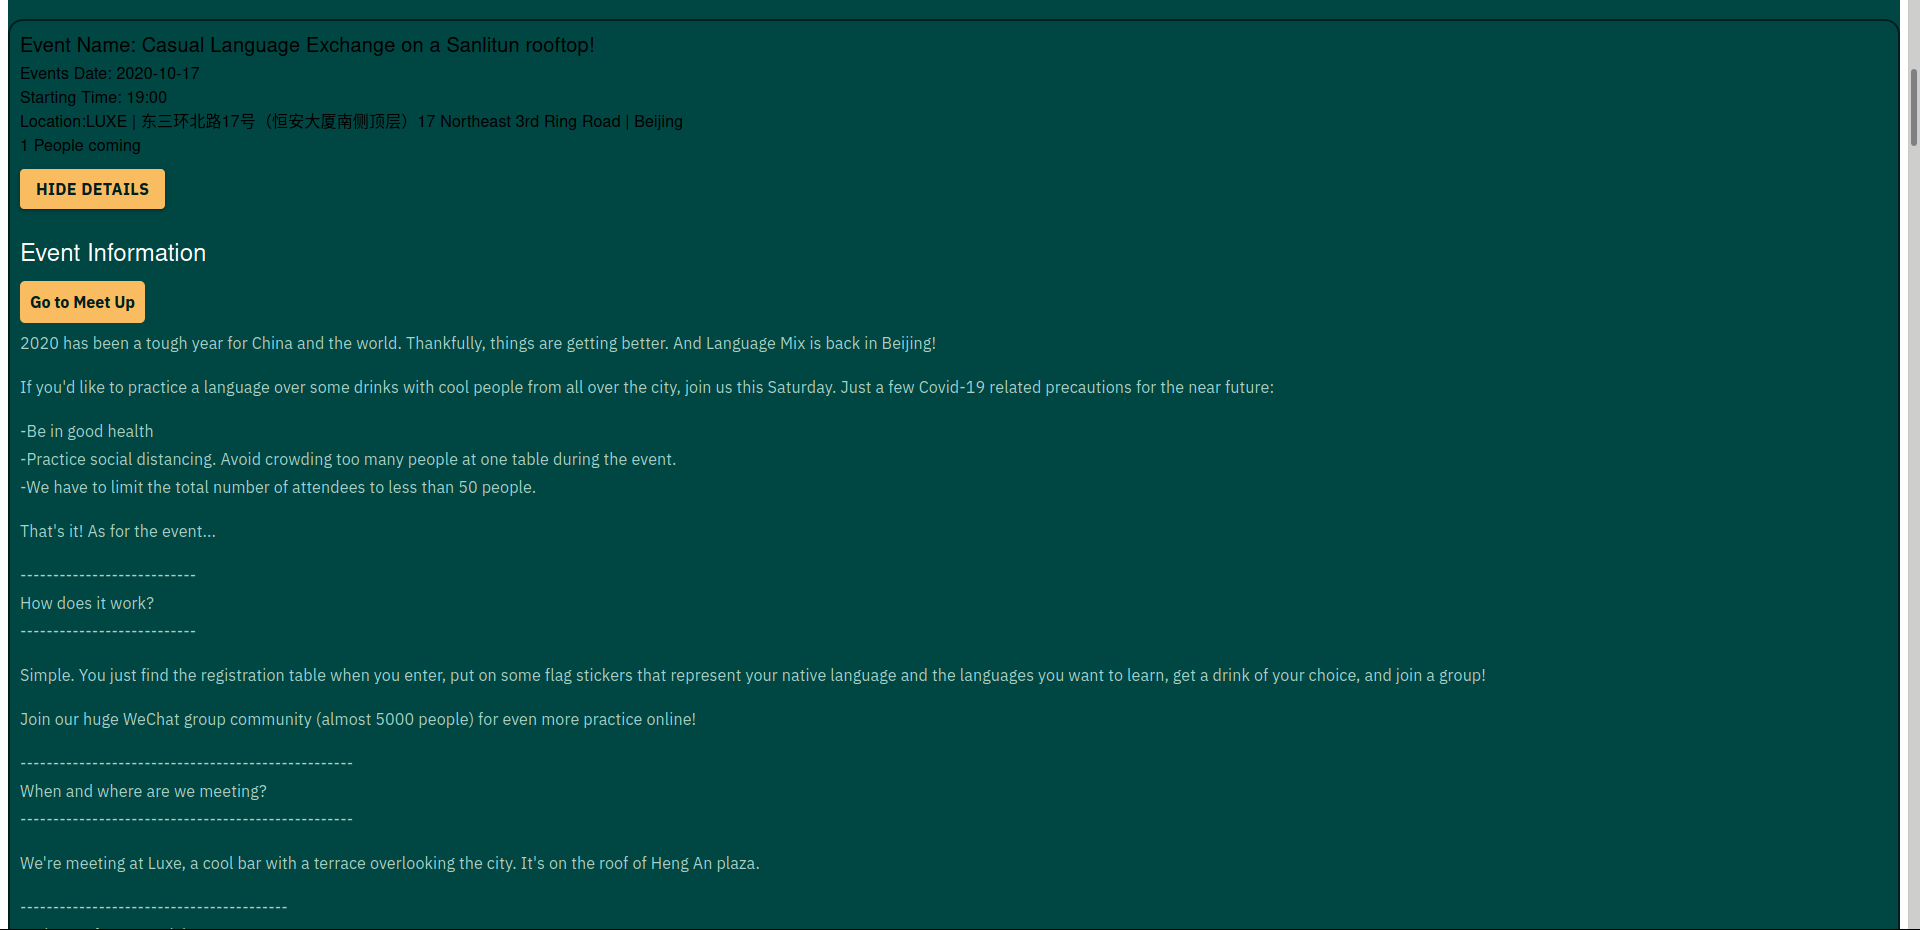 Event Name: Casual Language Exchange on a Sanlitun rooftop!
Events Date: 2020-10-17
Starting Time: 19:00
Location:LUXE | 东三环北路17号（恒安大厦南侧顶层）17 Northeast 3rd Ring Road | Beijing
1 People coming
HIDE DETAILS
Event Information
Go to Meet Up
2020 has been a tough year for China and the world. Thankfully, things are getting better. And Language Mix is back in Beijing!
If you'd like to practice a language over some drinks with cool people from all over the city, join us this Saturday. Just a few Covid-19 related precautions for the near future:
-Be in good health
-Practice social distancing. Avoid crowding too many people at one table during the event.
-We have to limit the total number of attendees to less than 50 people.
That's it! As for the event...
---------------------------
How does it work?
---------------------------
Simple. You just find the registration table when you enter, put on some flag stickers that represent your native language and the languages you want to learn, get a drink of your choice, and join a group!
Join our huge WeChat group community (almost 5000 people) for even more practice online!
---------------------------------------------------
When and where are we meeting?
---------------------------------------------------
We're meeting at Luxe, a cool bar with a terrace overlooking the city. It's on the roof of Heng An plaza.
-----------------------------------------